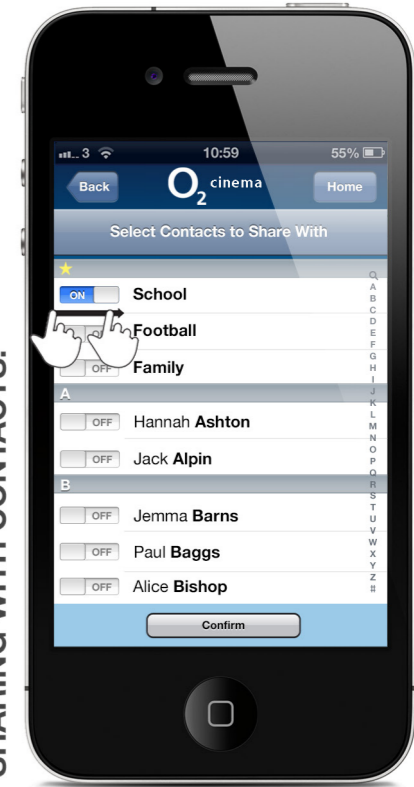 SHARING WITH CONTACTS.
3 10:59 55%
Back O2 cinema Home
Select Contacts to Share With
ON School
Football
OFF Family
A
OFF Hannah Ashton
OFF Jack Alpin
B
OFF Jemma Barns
OFF Paul Baggs
OFF Alice Bishop
Confirm
A
B
C
D
E
F
G
H
I
J
K
L
M
N
O
P
Q
R
S
T
U
V
W
X
Y
Z
#